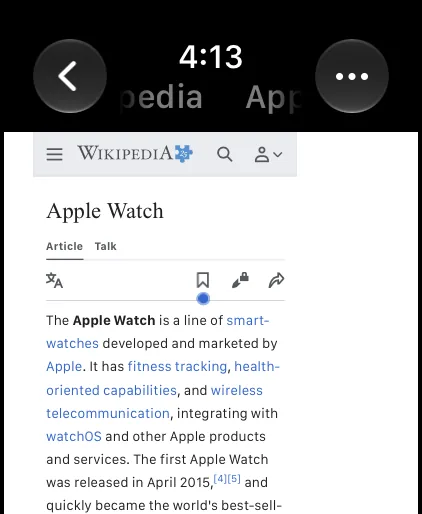 4:13
pedia App
WIKIPEDIA
Apple Watch
Article Talk
The Apple Watch is a line of smart-
watches developed and marketed by
Apple. It has fitness tracking, health-
oriented capabilities, and wireless
telecommunication, integrating with
watchOS and other Apple products
and services. The first Apple Watch
was released in April 2015,[4][5] and
quickly became the world's best-sell-